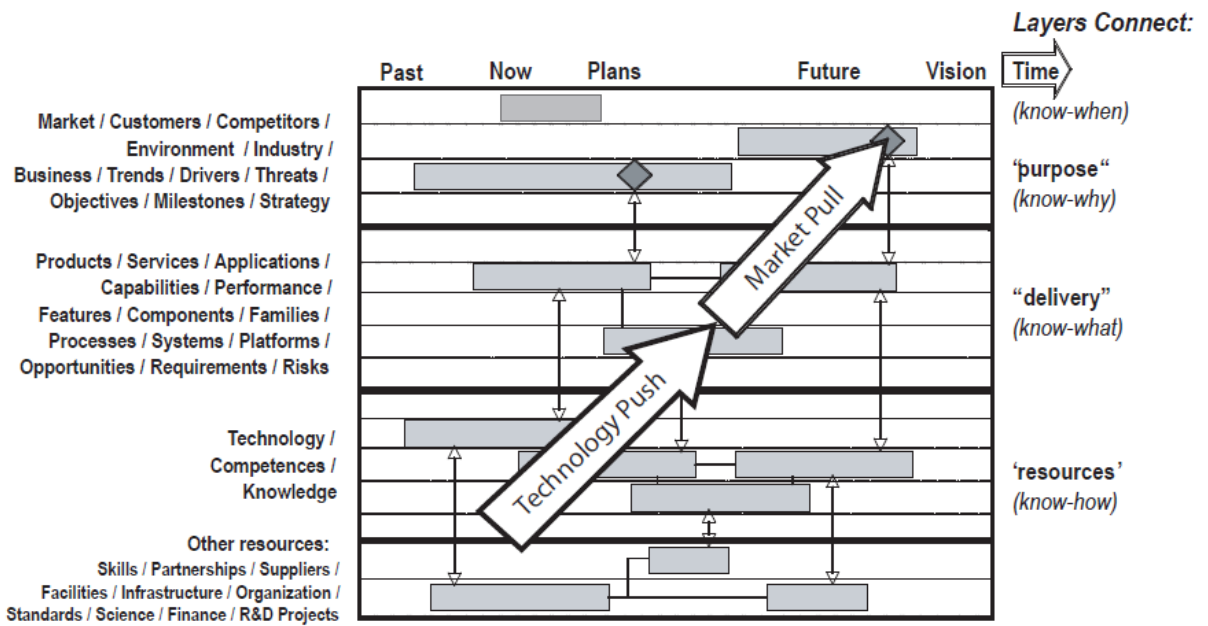 Layers Connect:
Past Now Plans Future Vision Time
(know-when)
Market / Customers / Competitors /
Environment / Industry /
Business / Trends / Drivers / Threats /
Objectives / Milestones / Strategy
‘purpose“
(know-why)
Market Pull
Products / Services / Applications /
Capabilities / Performance /
Features / Components / Families /
Processes / Systems / Platforms /
Opportunities / Requirements / Risks
“delivery”
(know-what)
Technology Push
Technology /
Competences /
Knowledge
‘resources’
(know-how)
Other resources:
Skills / Partnerships / Suppliers /
Facilities / Infrastructure / Organization /
Standards / Science / Finance / R&D Projects